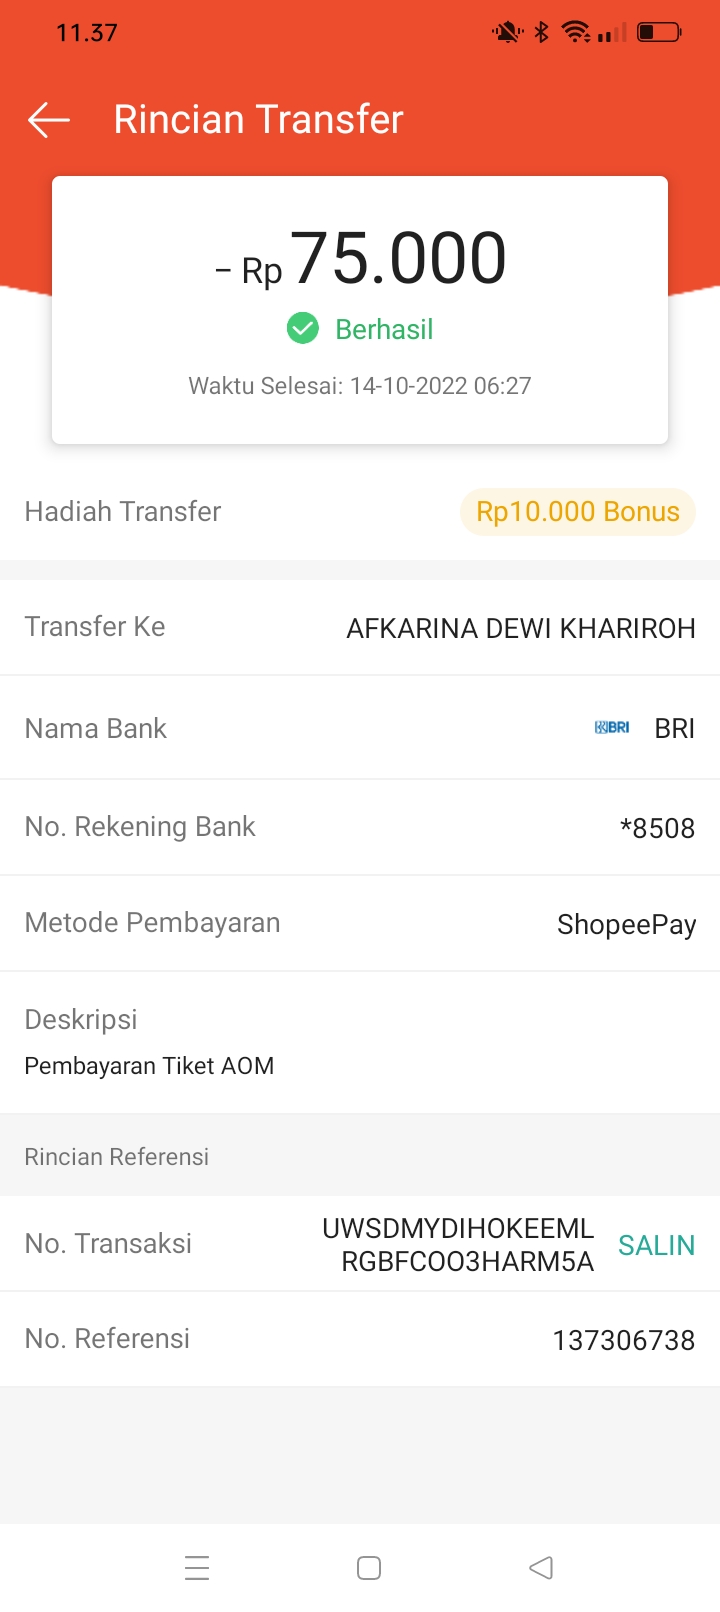 11.37
Rincian Transfer
– Rp 75.000
Berhasil
Waktu Selesai: 14-10-2022 06:27
Hadiah Transfer Rp10.000 Bonus
Transfer Ke AFKARINA DEWI KHARIROH
Nama Bank BRI BRI
No. Rekening Bank *8508
Metode Pembayaran ShopeePay
Deskripsi
Pembayaran Tiket AOM
Rincian Referensi
No. Transaksi UWSDMYDIHOKEEML
RGBFCOO3HARM5A SALIN
No. Referensi 137306738